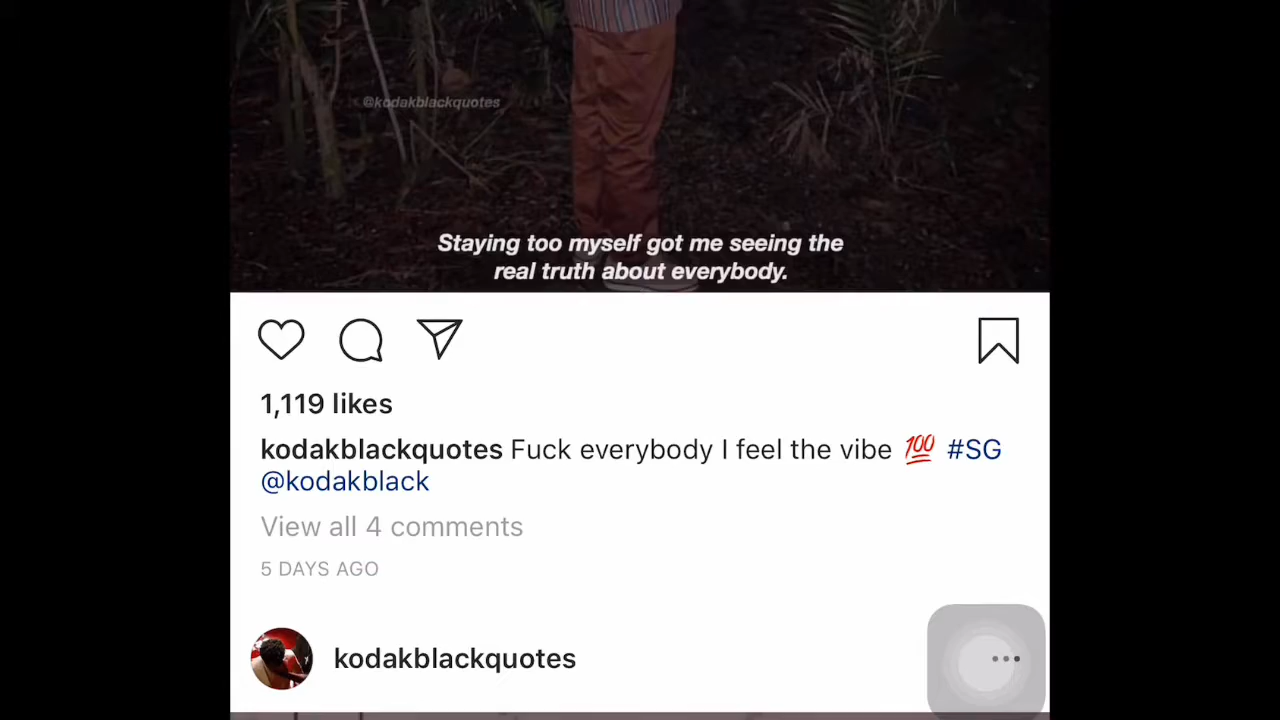 @kodakblackquotes
Staying too myself got me seeing the
real truth about everybody.
1,119 likes
kodakblackquotes Fuck everybody I feel the vibe 💯 #SG
@kodakblack
View all 4 comments
5 DAYS AGO
kodakblackquotes